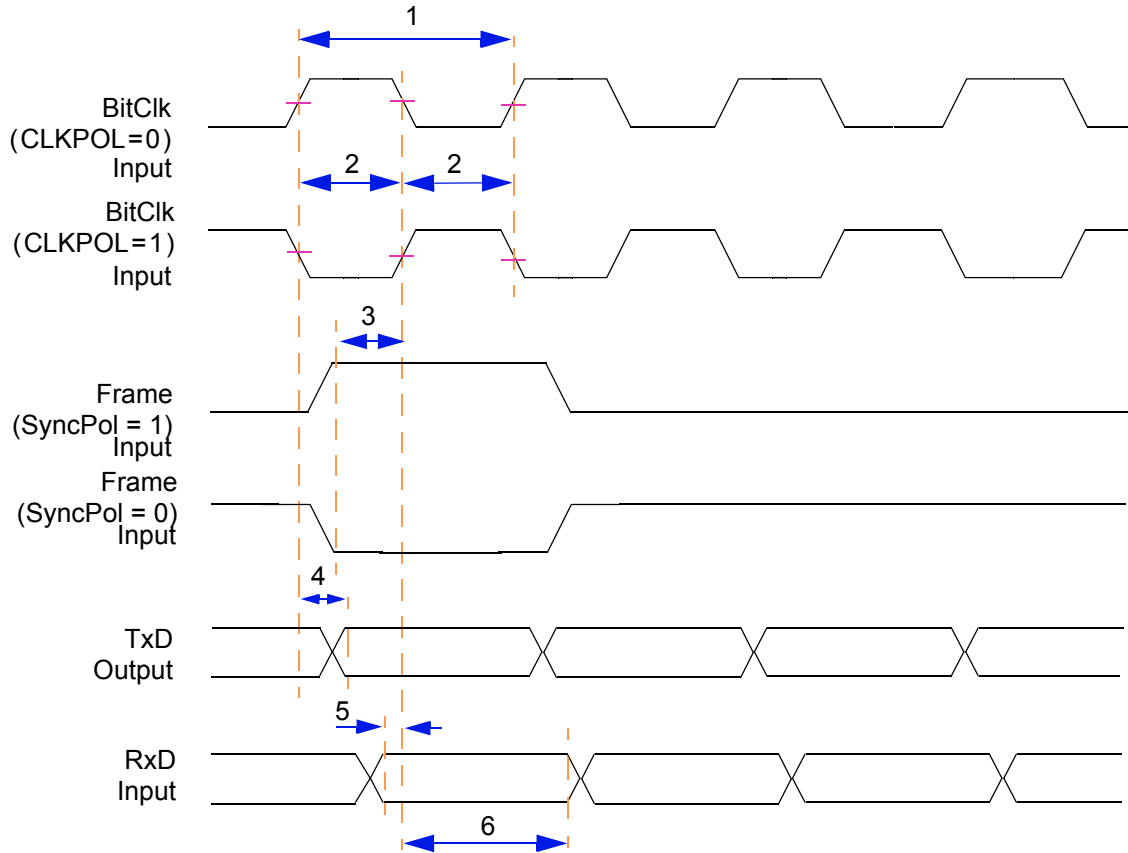 1
BitClk
(CLKPOL=0)
Input
2
2
BitClk
(CLKPOL=1)
Input
3
Frame
(SyncPol = 1)
Input
Frame
(SyncPol = 0)
Input
4
TxD
Output
5
RxD
Input
6